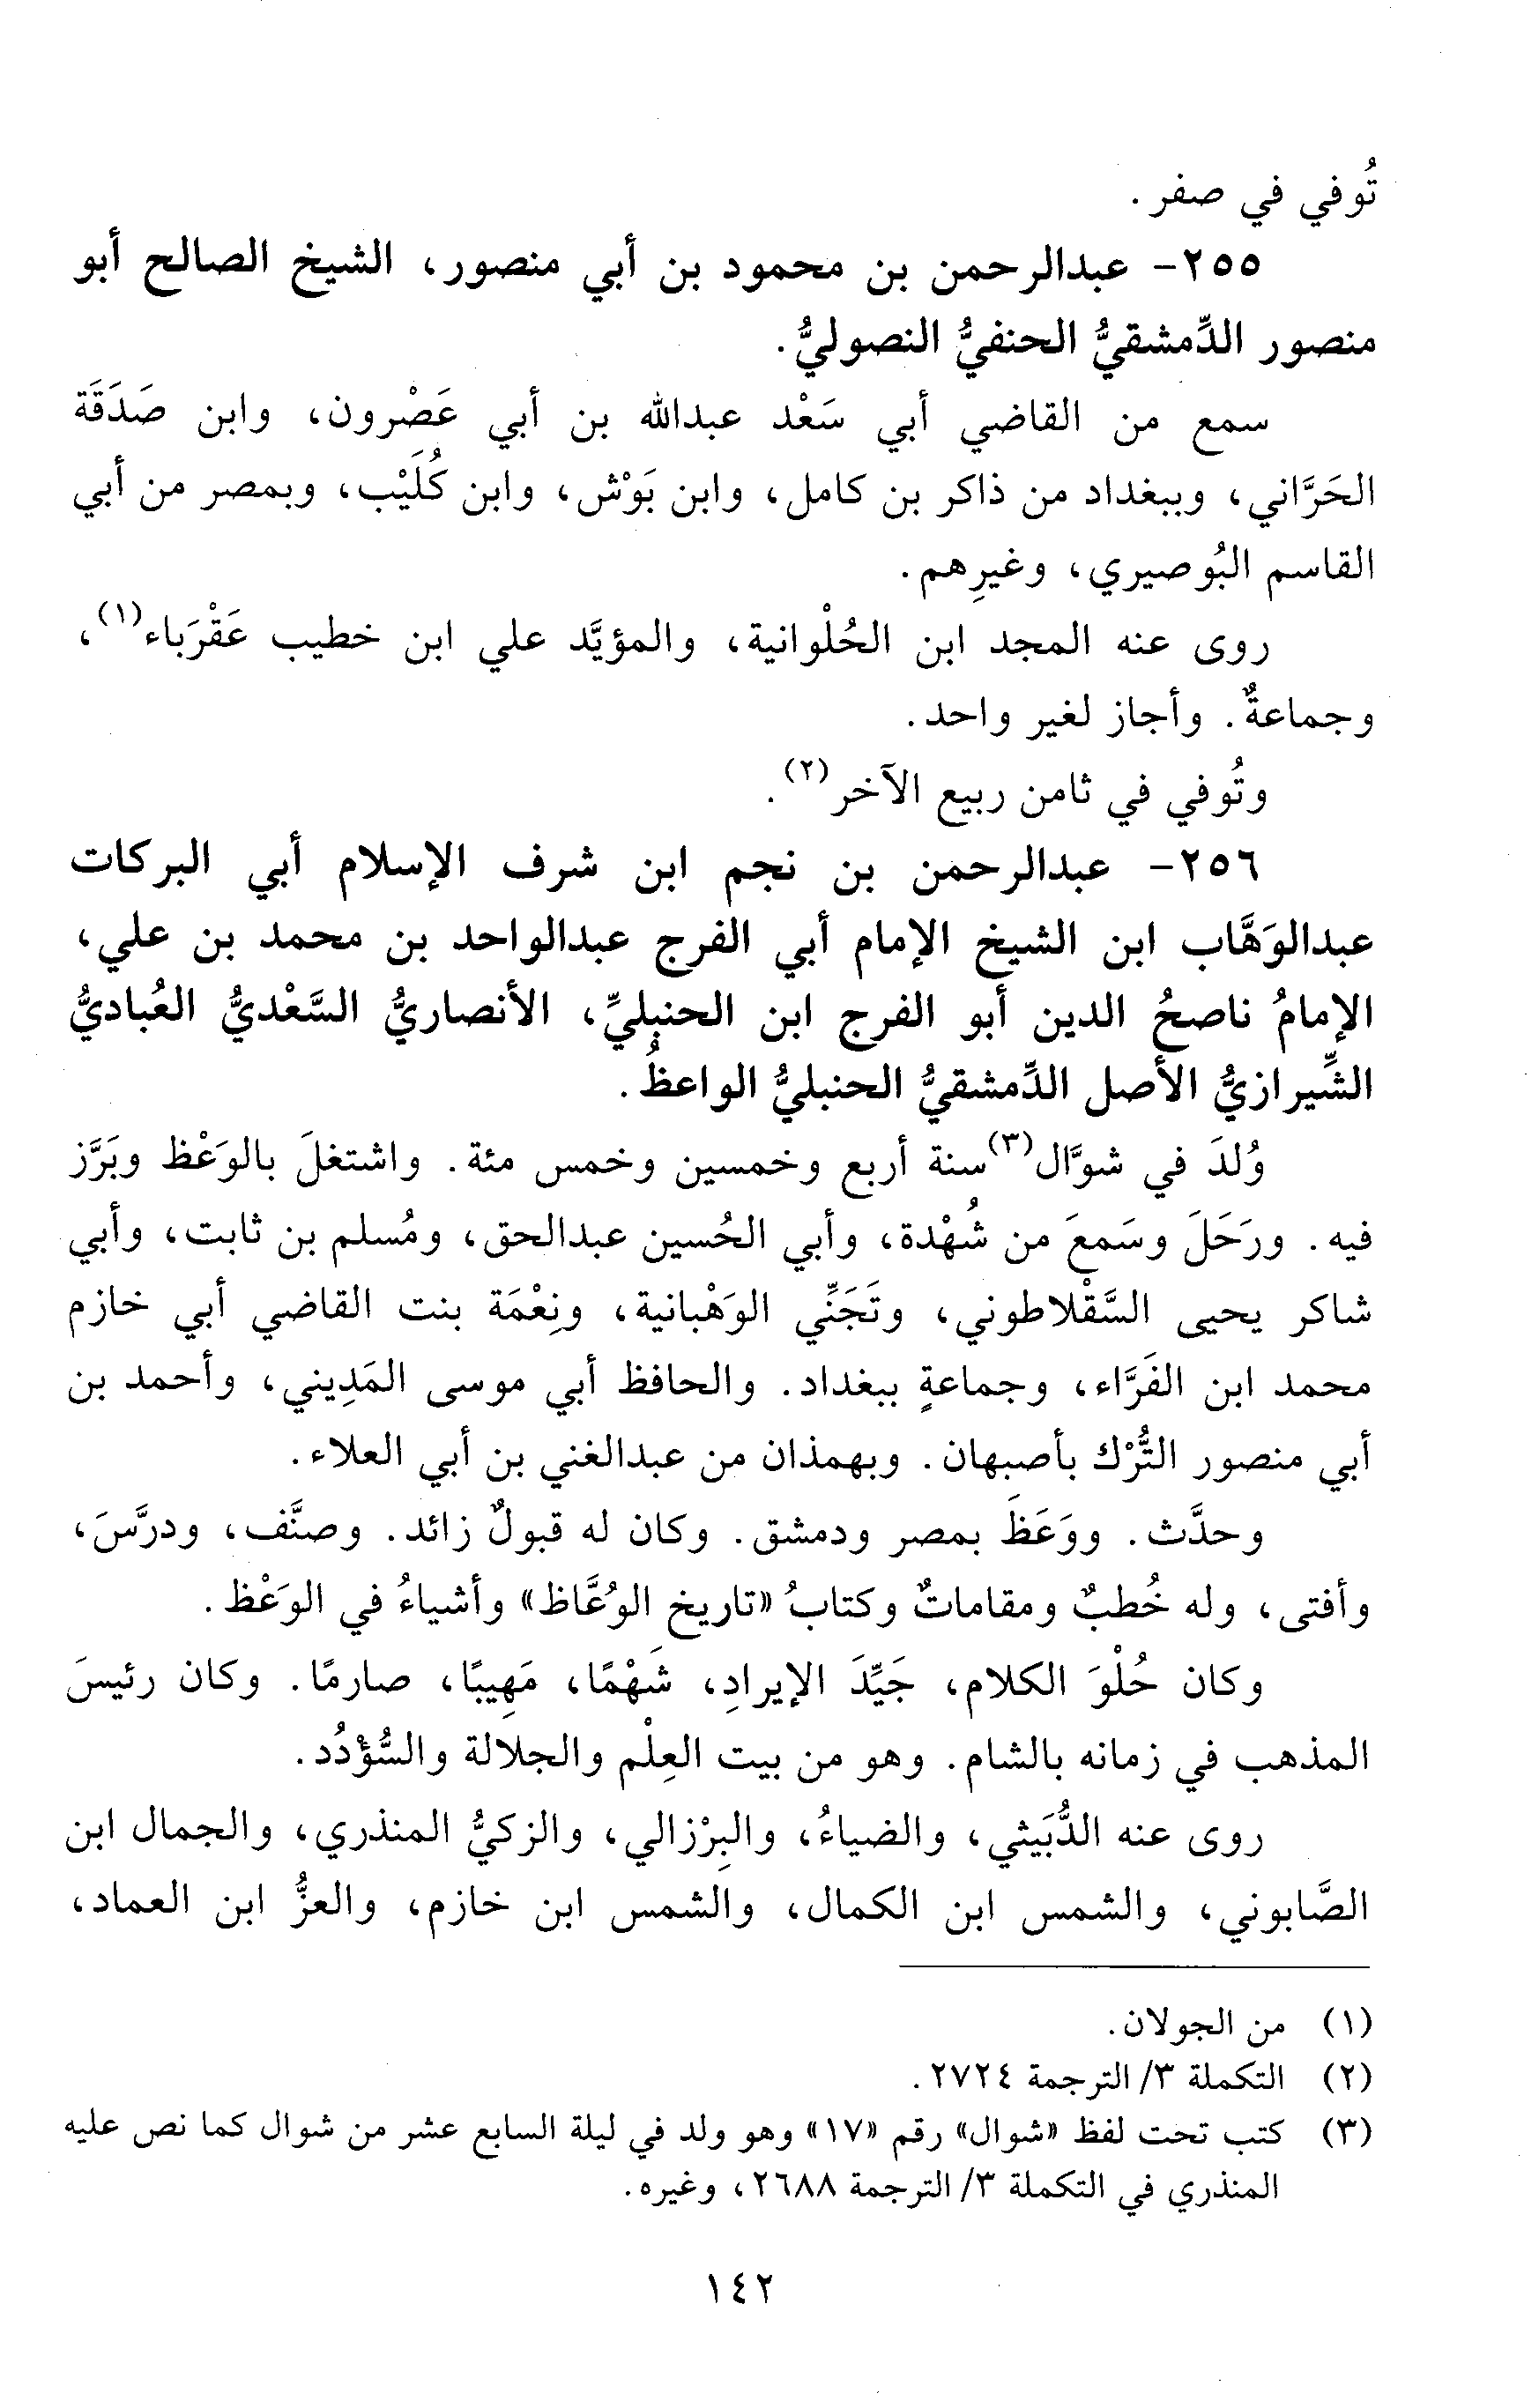 تُوفي في صفر.
٢٥٥- عبدالرحمن بن محمود بن أبي منصور، الشيخ الصالح أبو
منصور الدِّمشقيُّ الحنفيُّ النصوليُّ.
سمع من القاضي أبي سَعْد عبدالله بن أبي عَصْرون، وابن صَدَقَة
الحَرَّاني، وببغداد من ذاكر بن كامل، وابن بَوْش، وابن كُلَيْب، وبمصر من أبي
القاسم البُوصيري، وغيرِهم.
روى عنه المجد ابن الحُلْوانية، والمؤيَّد علي ابن خطيب عَقْرَباء(١)،
وجماعةٌ. وأجاز لغير واحد.
وتُوفي في ثامن ربيع الآخر(٢).
٢٥٦- عبدالرحمن بن نجم ابن شرف الإسلام أبي البركات
عبدالوَهَّاب ابن الشيخ الإمام أبي الفرج عبدالواحد بن محمد بن علي،
الإمامُ ناصحُ الدين أبو الفرج ابن الحنبليِّ، الأنصاريُّ السَّعْديُّ العُباديُّ
الشِّيرازيُّ الأصل الدِّمشقيُّ الحنبليُّ الواعظُ.
وُلدَ في شوَّال(٣) سنة أربع وخمسين وخمس مئة. واشتغلَ بالوَعْظ وبَرَّز
فيه. ورَحَلَ وسَمعَ من شُهْدة، وأبي الحُسين عبدالحق، ومُسلم بن ثابت، وأبي
شاكر يحيى السَّقْلاطوني، وتَجَنِّي الوَهْبانية، ونِعْمَة بنت القاضي أبي خازم
محمد ابن الفَرَّاء، وجماعةٍ ببغداد. والحافظ أبي موسى المَدِيني، وأحمد بن
أبي منصور التُّرْك بأصبهان. وبهمذان من عبدالغني بن أبي العلاء.
وحدَّث. ووَعَظَ بمصر ودمشق. وكان له قبولٌ زائد. وصنَّف، ودرَّسَ،
وأفتى، وله خُطبٌ ومقاماتٌ وكتابُ «تاريخ الوُعَّاظ» وأشياءُ في الوَعْظ.
وكان حُلْوَ الكلام، جَيِّدَ الإيرادِ، شَهْمًا، مَهِيبًا، صارمًا. وكان رئيسَ
المذهب في زمانه بالشام. وهو من بيت العِلْم والجلالة والسُّؤْدُد.
روى عنه الدُّبَيثي، والضياءُ، والبِرْزالي، والزكيُّ المنذري، والجمال ابن
الصَّابوني، والشمس ابن الكمال، والشمس ابن خازم، والعزُّ ابن العماد،
(١) من الجولان.
(٢) التكملة ٣/ الترجمة ٢٧٢٤.
(٣) كتب تحت لفظ «شوال» رقم «١٧» وهو ولد في ليلة السابع عشر من شوال كما نص عليه
المنذري في التكملة ٣/ الترجمة ٢٦٨٨، وغيره.
١٤٢